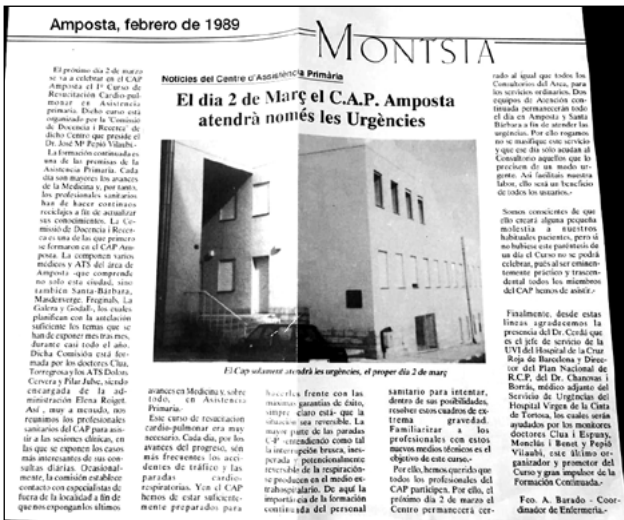 Amposta, febrero de 1989
MONTSIA
Notícies del Centre d'Assistència Primària
El dia 2 de Març el C.A.P. Amposta
atendrà només les Urgències
El próximo día 2 de marzo
se va a celebrar en el CAP
Amposta el Iº Curso de
Resucitación Cardio-pul-
monar en Asistencia
primaria. Dicho curso está
organizado por la "Comisión
de Docencia i Recerca" de
dicho Centro que preside el
Dr. José Mª Pepió Vilaubí.-
La formación continuada es
una de las premisas de la
Asistencia Primaria. Cada
día son mayores los avances
de la Medicina y, por tanto,
los profesionales sanitarios
han de hacer continuos
reciclajes a fin de actualizar
sus conocimientos. La Co-
missió de Docencia i Recer-
ca es una de las que primero
se formaron en el CAP Am-
posta. La componen varios
médicos y ATS del área de
Amposta -que comprende
no solo esta ciudad, sino
también Santa-Bárbara,
Masdenverge, Freginals, La
Galera y Godall-, los cuales
planifican con la antelación
suficiente los temas que se
han de exponer mes tras mes,
durante casi todo el año.
Dicha Comisión está for-
mada por los doctores Clua,
Torregrosa y los ATS Dolors
Cervera y Pilar Jube, siendo
encargada de la ad-
ministración Elena Roiget.
Así, muy a menudo, nos
reunimos los profesionales
sanitarios del CAP para asis-
tir a las sesiones clínicas, en
las que se exponen los casos
más interesantes de sus con-
sultas diarias. Ocasional-
mente, la comisión establece
contacto con especialistas de
fuera de la localidad a fin de
que nos expongan los últimos
El Cap solament atendrà les urgències, el proper dia 2 de març
avances en Medicina y, sobre
todo, en Asistencia
Primaria.-
Este curso de resucitación
cardio-pulmonar era muy
necesario. Cada día, por los
avances del progreso, són
más frecuentes los acci-
dentes de tráfico y las
paradas cardio-
respiratorias. Y en el CAP
hemos de estar suficiente-
mente preparados para
hacerlas frente con las
maximas garantías de éxito,
simpre claro está- que la
situación sea reversible. La
mayor parte de las paradas
C-P -entendiendo como tal
la interrupción brusca, ines-
perada y potencialmente
reversible de la respiración-
se producen en el medio ex-
trahospitalario. De aquí la
importancia de la formación
continuada del personal
sanitario para intentar,
dentro de sus posibilidades,
resolver estos cuadros de ex-
trema gravedad.
Familiarizar a los
profesionales con estos
nuevos medios técnicos es el
objetivo de este curso.-
Por ello, hemos querido que
todos los profesionales del
CAP participen. Por ello, el
próximo día 2 de marzo el
Centro permanecerá cer-
rado al igual que todos los
Consultorios del Area, para
los servicios ordinarios. Dos
equipos de Atención con-
tinuada permanecerán todo
el día en Amposta y Santa
Bárbara a fin de atender las
urgencias. Por ello rogamos
no se masifique este servicio
y que ese día sólo acudan al
Consultorio aquellos que lo
precisen de un modo ur-
gente. Así facilitais nuestra
labor, ello será un beneficio
de todos los usuarios.-
Somos conscientes de que
ello creará alguna pequeña
molestia a nuestros
habituales pacientes, pero si
no hubiese este paréntesis de
un día el Curso no se podrá
celebrar, pués al ser eminen-
temente práctico y trascen-
dental todos los miembros
del CAP hemos de asistir.-
Finalmente, desde estas
lineas agradecemos la
presencia del Dr. Cerdá que
es el jefe de servicio de la
UVI del Hospital de la Cruz
Roja de Barcelona y Direc-
tor del Plan Nacional de
R.C.P, del Dr. Chanovas i
Borrás, médico adjunto del
Servicio de Urgencias del
Hospital Virgen de la Cinta
de Tortosa, los cuales serán
ayudados por los monitores
doctores Clua i Espuny,
Monclús i Benet y Pepió
Vilaubí, este último or-
ganizador y promotor del
Curso y gran impulsor de la
Formación Continuada.-
Fco. A. Barado - Coor-
dinador de Enfermería.-